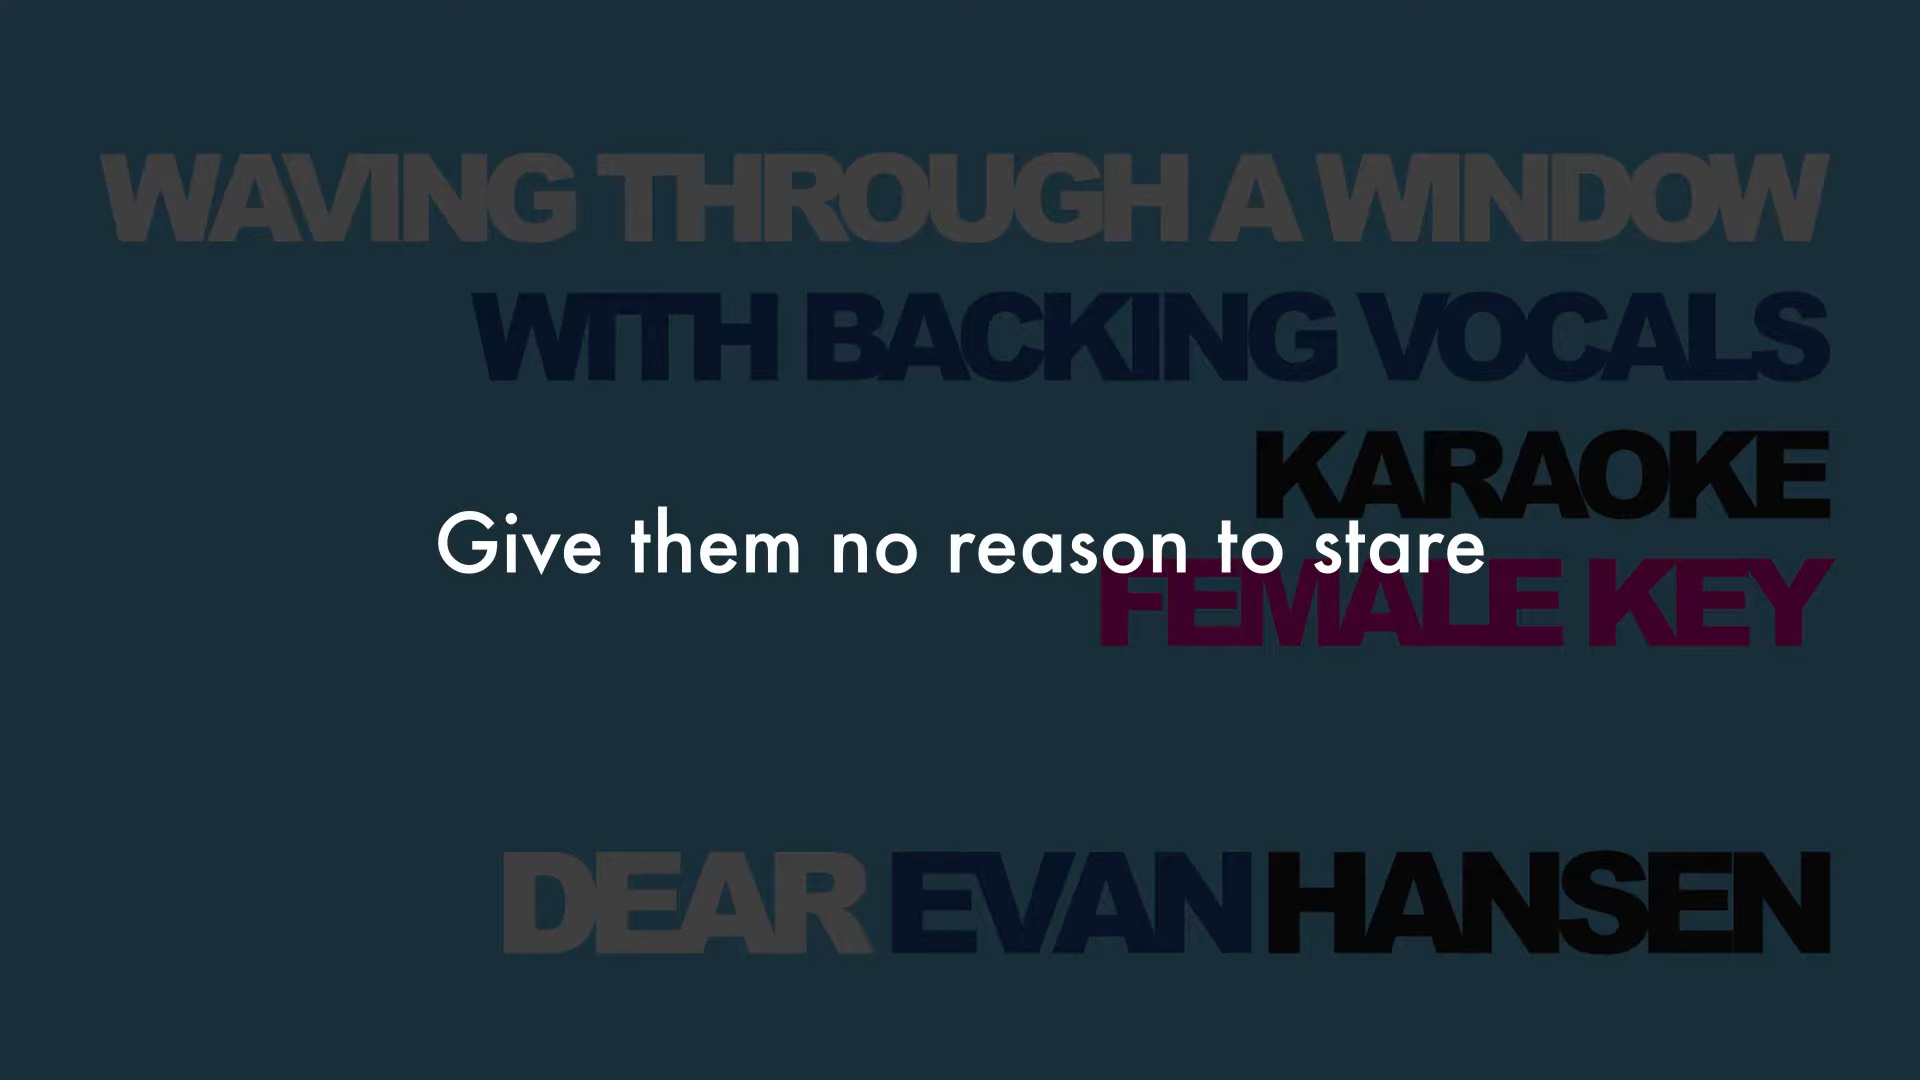 WAVING THROUGH A WINDOW
WITH BACKING VOCALS
KARAOKE
Give them no reason to stare
FEMALE KEY
DEAR EVAN HANSEN